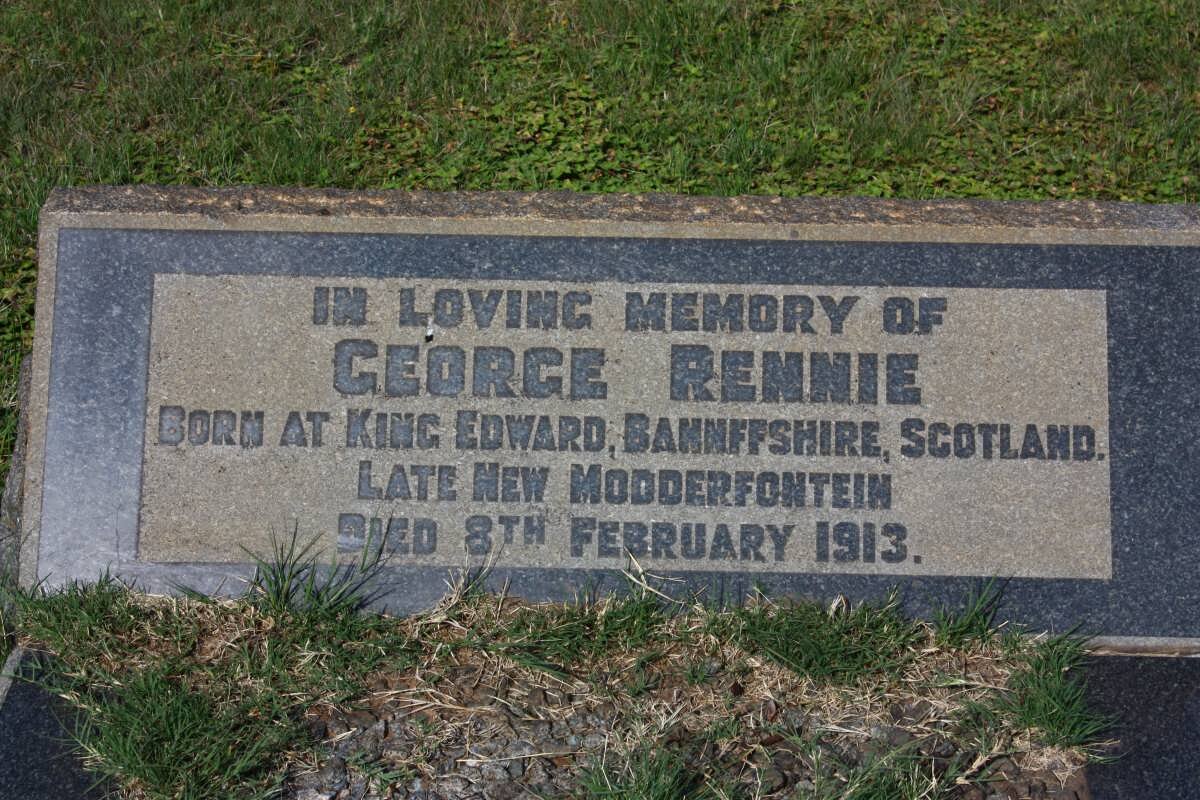 IN LOVING MEMORY OF
GEORGE RENNIE
BORN AT KING EDWARD, BANNFFSHIRE, SCOTLAND.
LATE NEW MODDERFONTEIN
DIED 8TH FEBRUARY 1913.